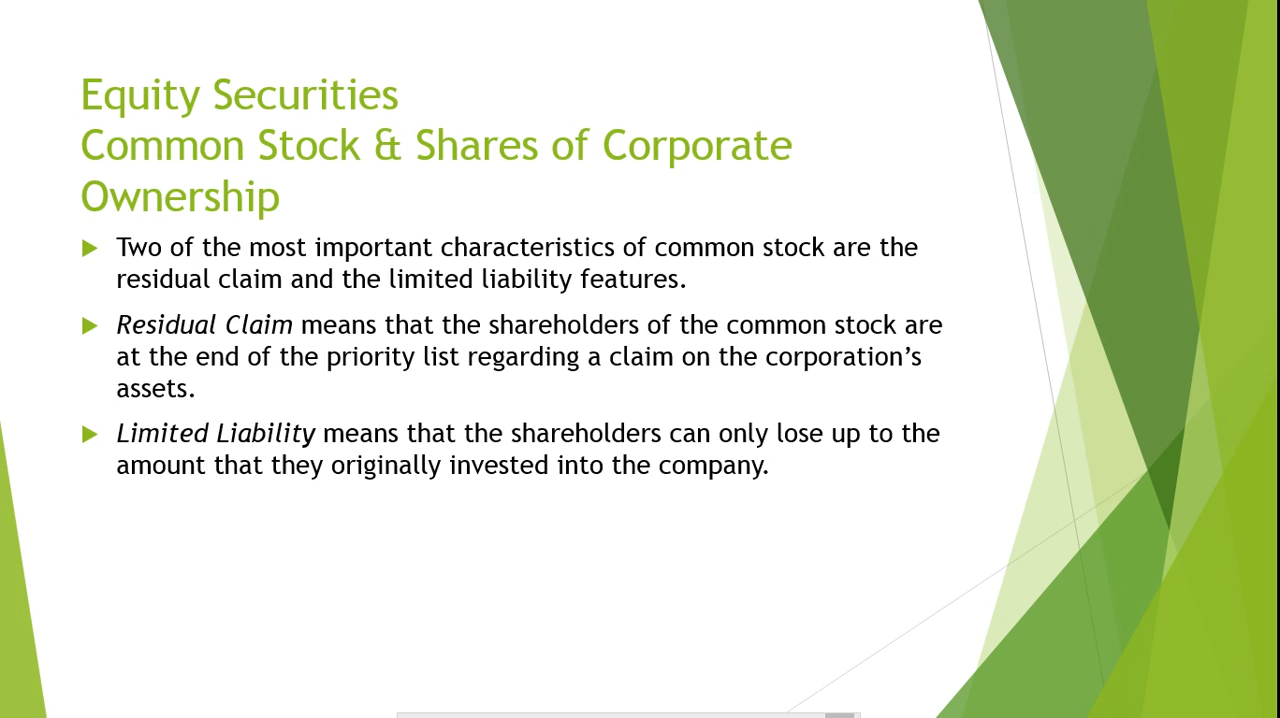 Equity Securities
Common Stock & Shares of Corporate
Ownership
Two of the most important characteristics of common stock are the
residual claim and the limited liability features.
Residual Claim means that the shareholders of the common stock are
at the end of the priority list regarding a claim on the corporation’s
assets.
Limited Liability means that the shareholders can only lose up to the
amount that they originally invested into the company.